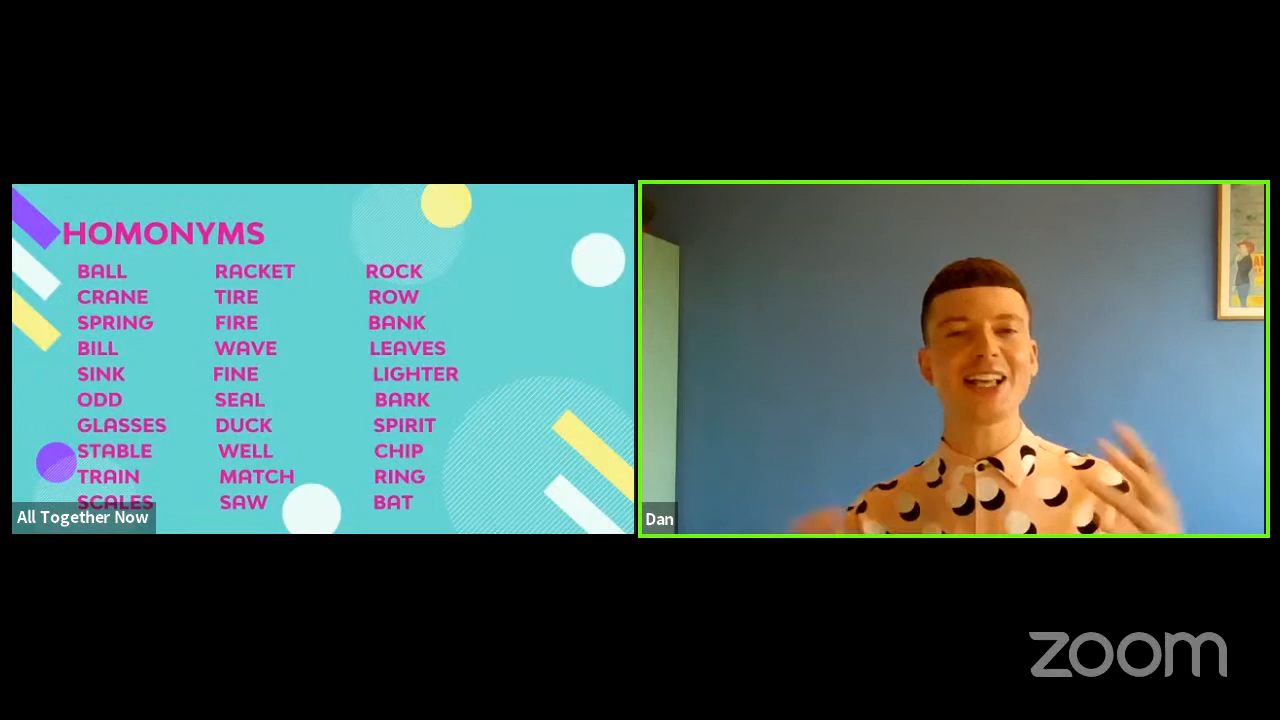 HOMONYMS
BALL RACKET ROCK
CRANE TIRE ROW
SPRING FIRE BANK
BILL WAVE LEAVES
SINK FINE LIGHTER
ODD SEAL BARK
GLASSES DUCK SPIRIT
STABLE WELL CHIP
TRAIN MATCH RING
SCALES SAW BAT
All Together Now
Dan
zoom